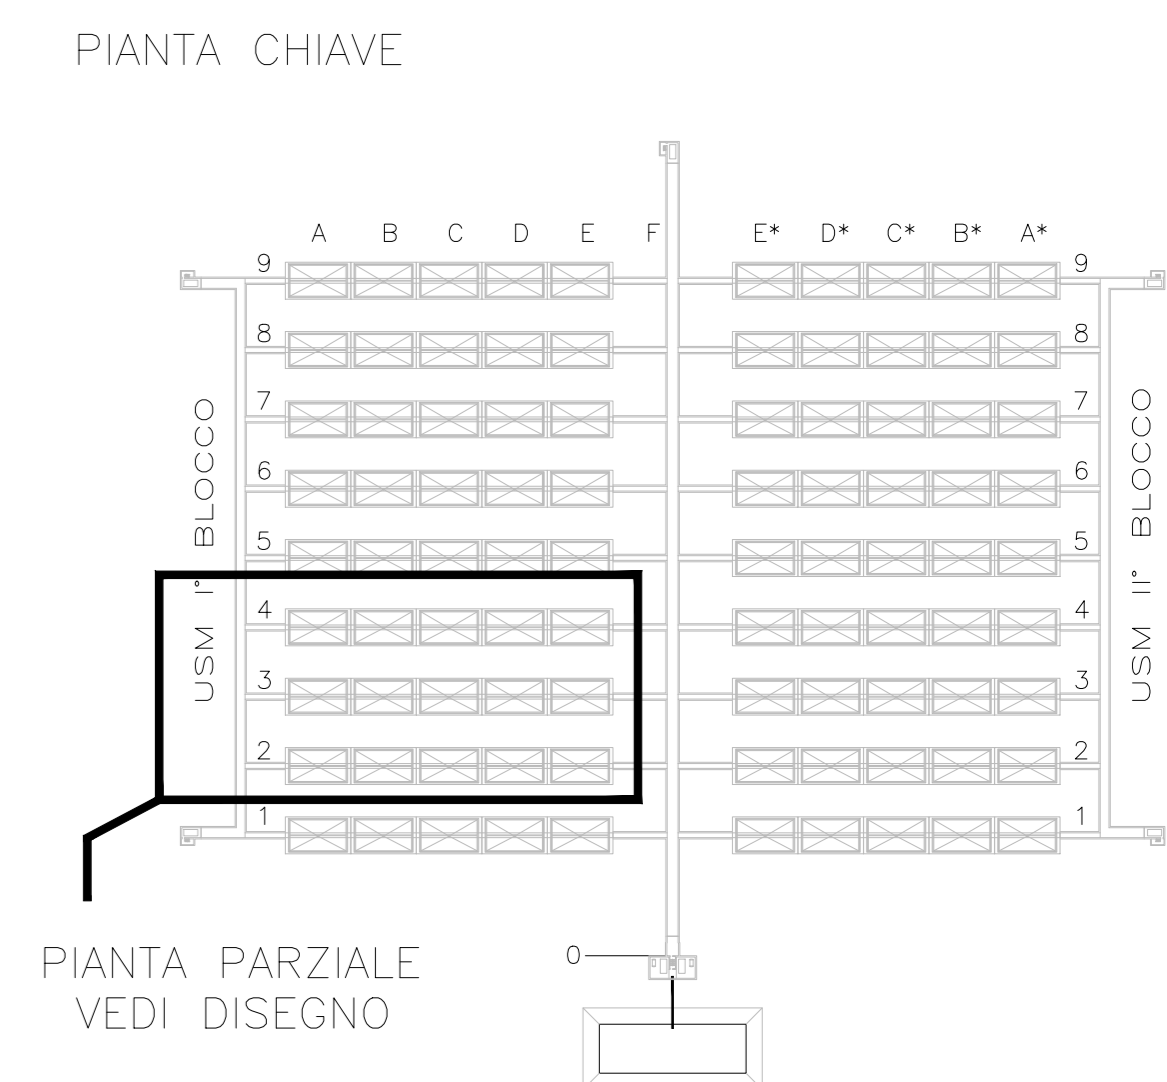 PIANTA CHIAVE
A B C D E F E* D* C* B* A*
9 9
8 8
7 7
6 6
5 5
4 4
3 3
2 2
1 1
USM I° BLOCCO
USM II° BLOCCO
0
PIANTA PARZIALE
VEDI DISEGNO